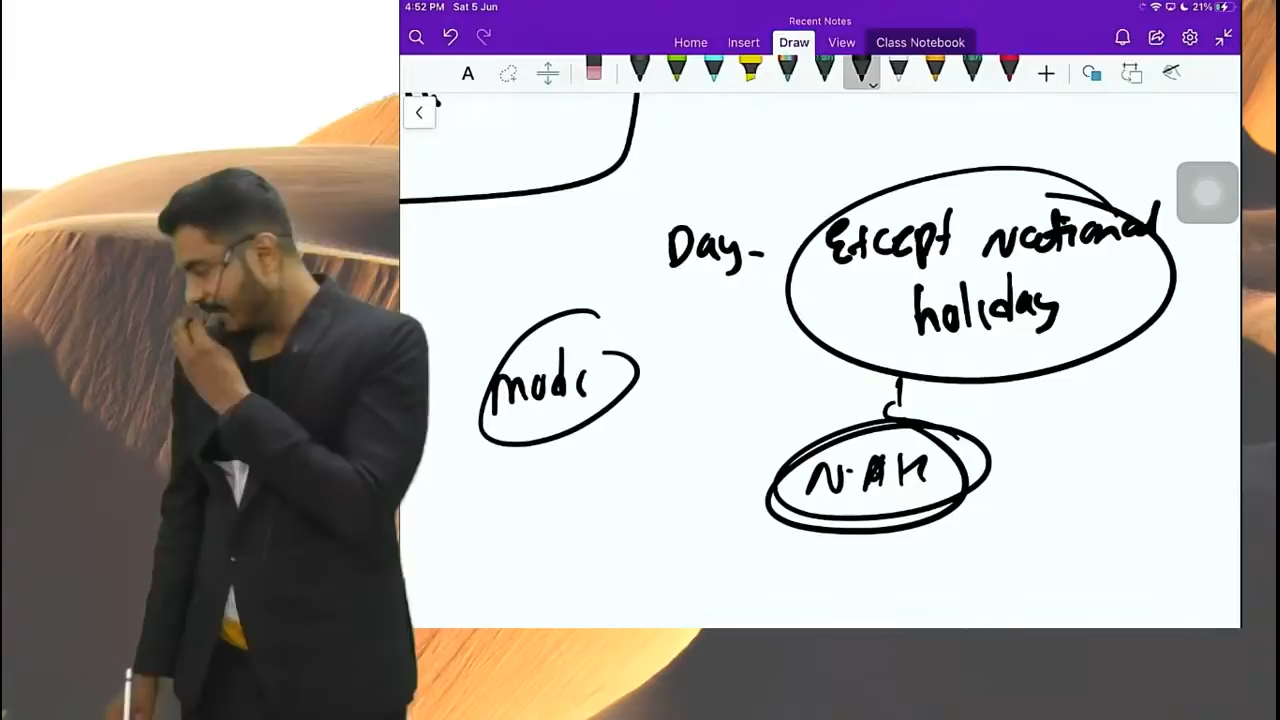 4:52 PM Sat 5 Jun
21%
Recent Notes
Home Insert Draw View Class Notebook
A
Day- Except national
holiday
mode
N.AH